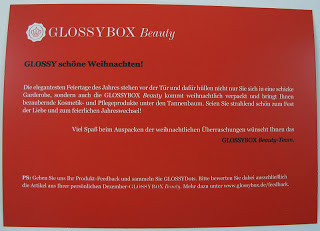 GLOSSYBOX Beauty
GLOSSY schöne Weihnachten!
Die elegantesten Feiertage des Jahres stehen vor der Tür und dafür hüllen nicht nur Sie sich in eine schicke
Garderobe, sondern auch die GLOSSYBOX Beauty kommt weihnachtlich verpackt und bringt Ihnen
bezaubernde Kosmetik- und Pflegeprodukte unter den Tannenbaum. Seien Sie strahlend schön zum Fest
der Liebe und zum feierlichen Jahreswechsel!
Viel Spaß beim Auspacken der weihnachtlichen Überraschungen wünscht Ihnen das
GLOSSYBOX Beauty-Team.
PS: Geben Sie uns Ihr Produkt-Feedback und sammeln Sie GLOSSYDots. Bitte bewerten Sie dabei ausschließlich
die Artikel aus Ihrer persönlichen Dezember-GLOSSYBOX Beauty. Mehr dazu unter www.glossybox.de/feedback.